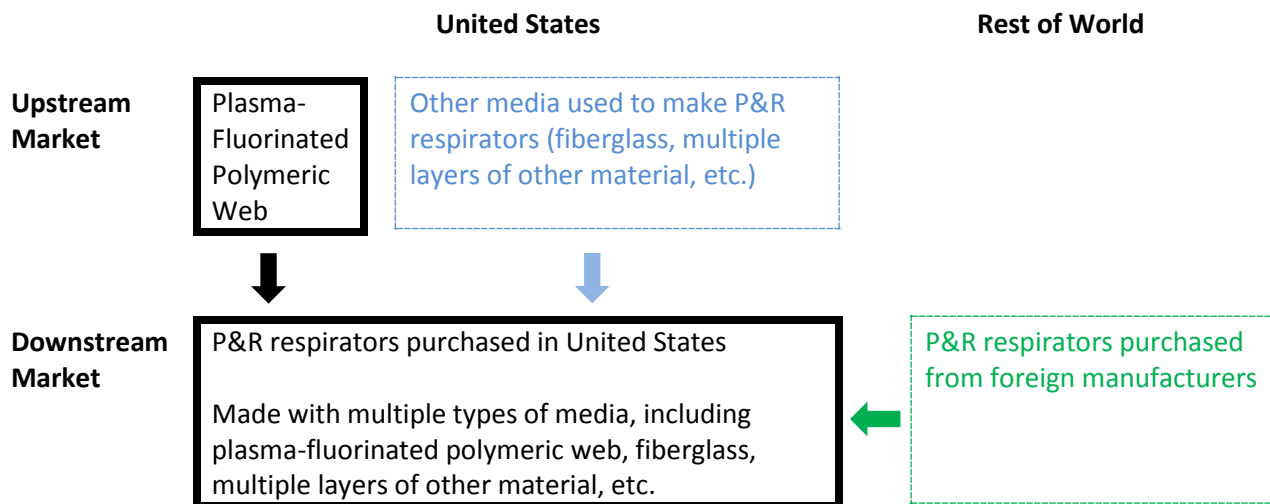 United States
Rest of World
Upstream
Market
Plasma-
Fluorinated
Polymeric
Web
Other media used to make P&R
respirators (fiberglass, multiple
layers of other material, etc.)
Downstream
Market
P&R respirators purchased in United States
Made with multiple types of media, including
plasma-fluorinated polymeric web, fiberglass,
multiple layers of other material, etc.
P&R respirators purchased
from foreign manufacturers